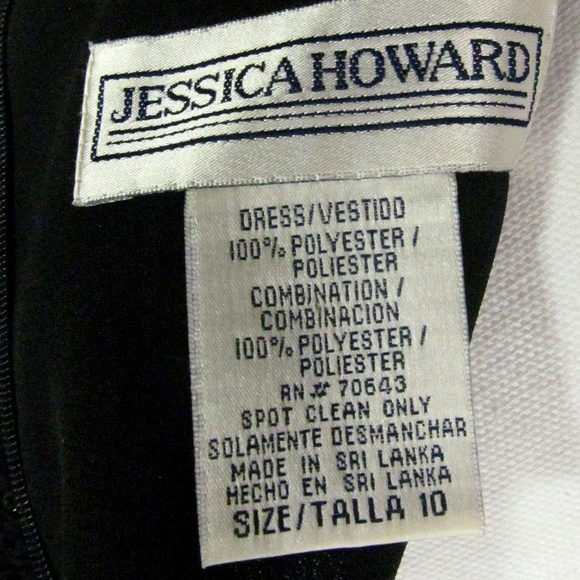 JESSICA HOWARD
DRESS/VESTIDO
100% POLYESTER /
POLIESTER
COMBINATION /
COMBINACION
100% POLYESTER /
POLIESTER
RN # 70643
SPOT CLEAN ONLY
SOLAMENTE DESMANCHAR
MADE IN SRI LANKA
HECHO EN SRI LANKA
SIZE/TALLA 10